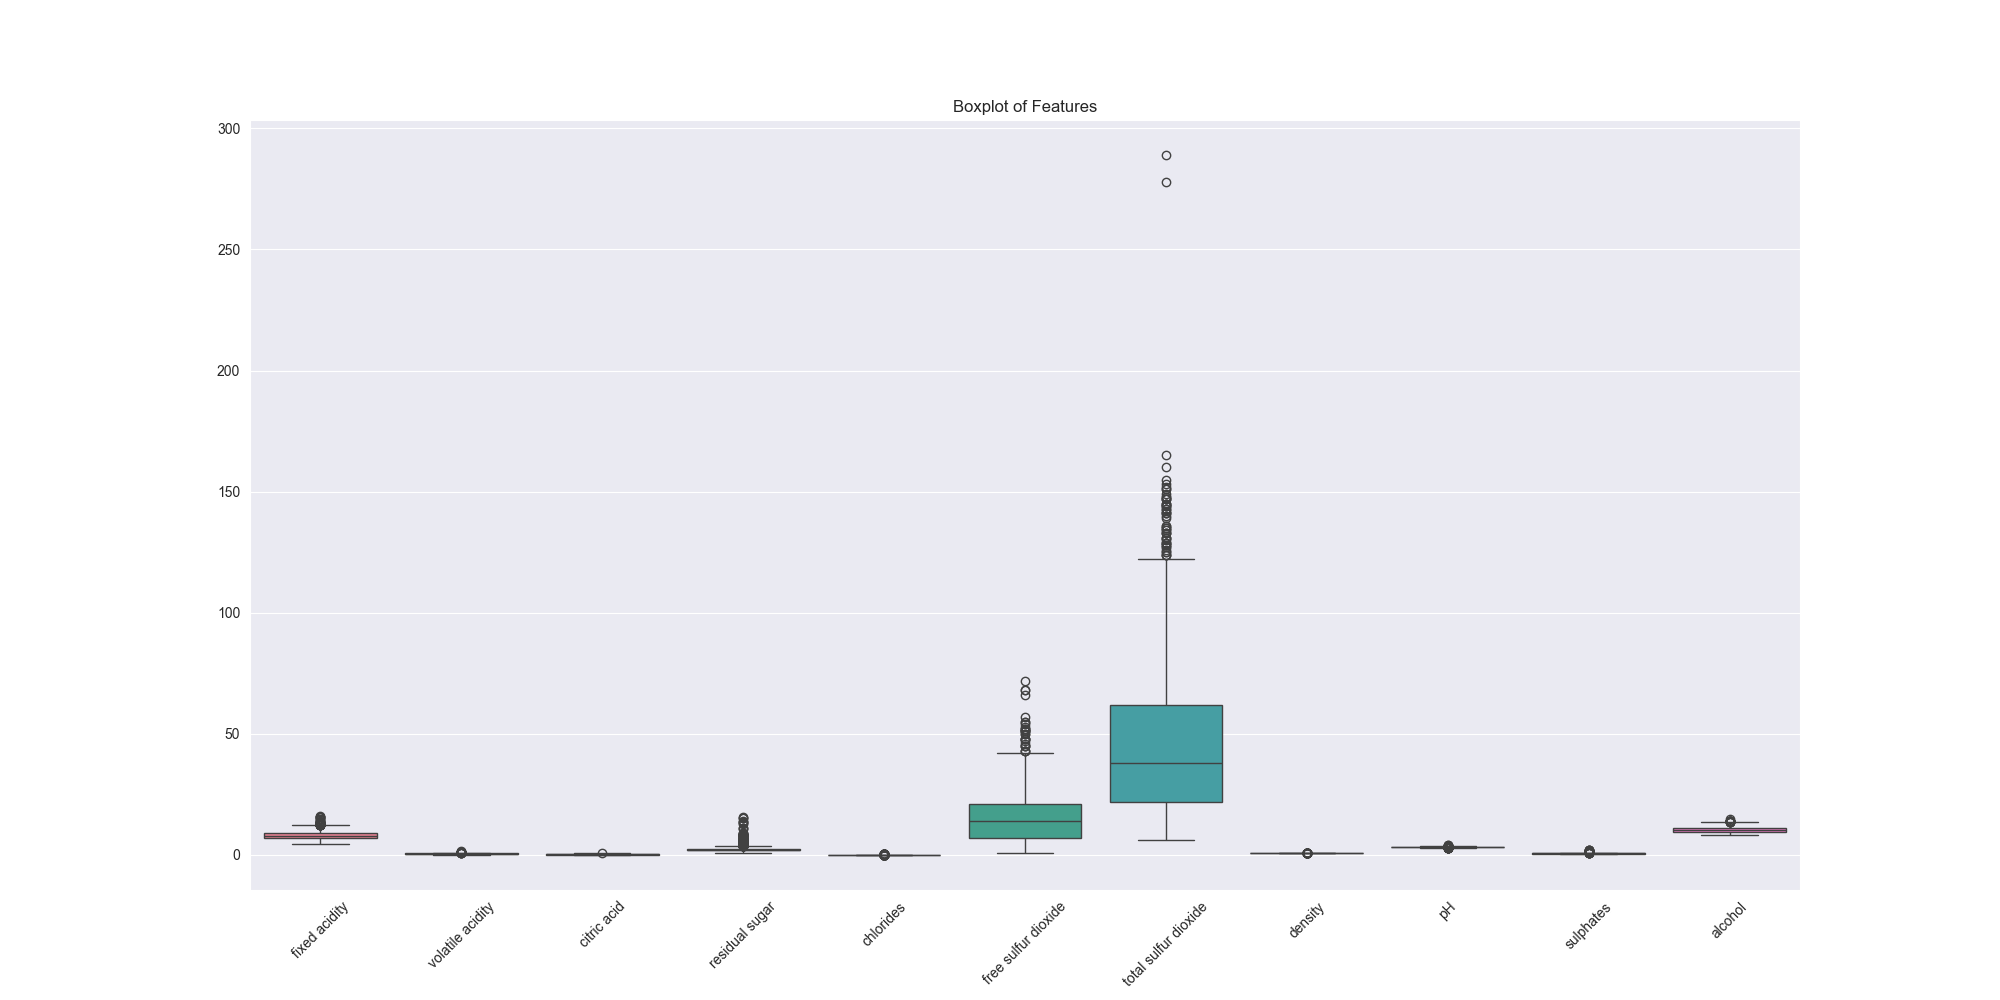 Boxplot of Features
300
250
200
150
100
50
0
fixed acidity
volatile acidity
citric acid
residual sugar
chlorides
free sulfur dioxide
total sulfur dioxide
density
pH
sulphates
alcohol